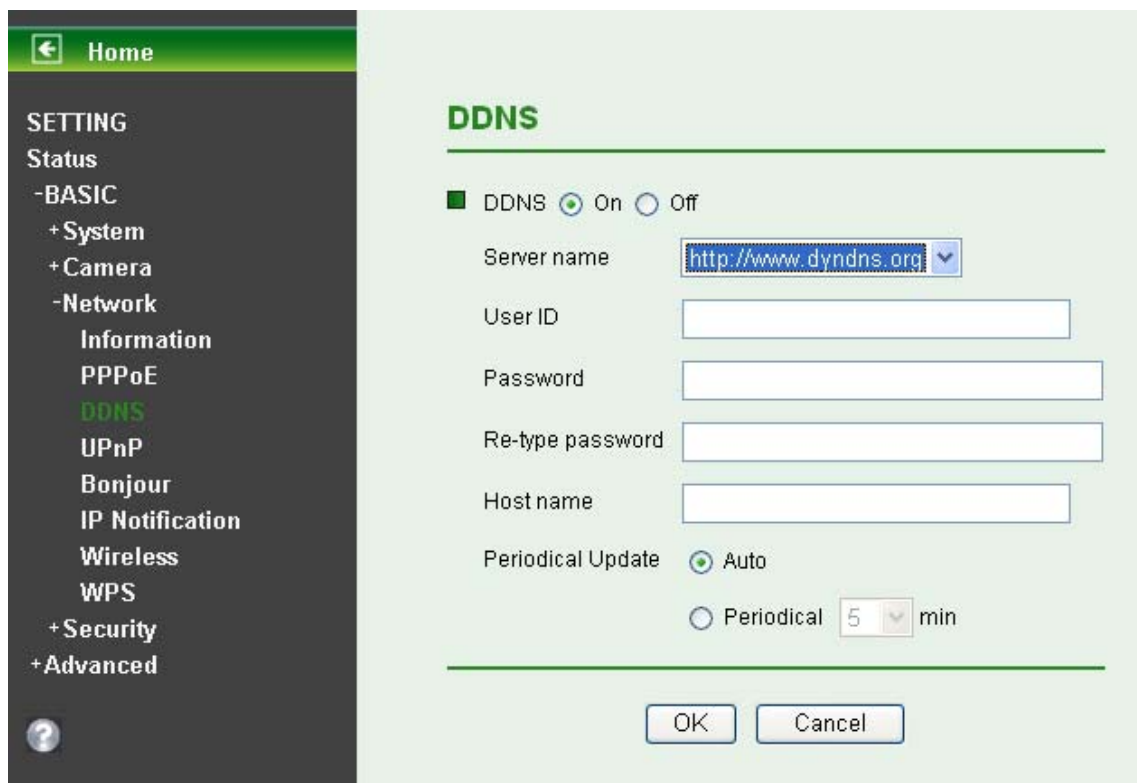 Home
SETTING
Status
-BASIC
+System
+Camera
-Network
Information
PPPoE
DDNS
UPnP
Bonjour
IP Notification
Wireless
WPS
+Security
+Advanced
?
DDNS
DDNS On Off
Server name http://www.dyndns.org
User ID
Password
Re-type password
Host name
Periodical Update Auto
Periodical 5 min
OK Cancel